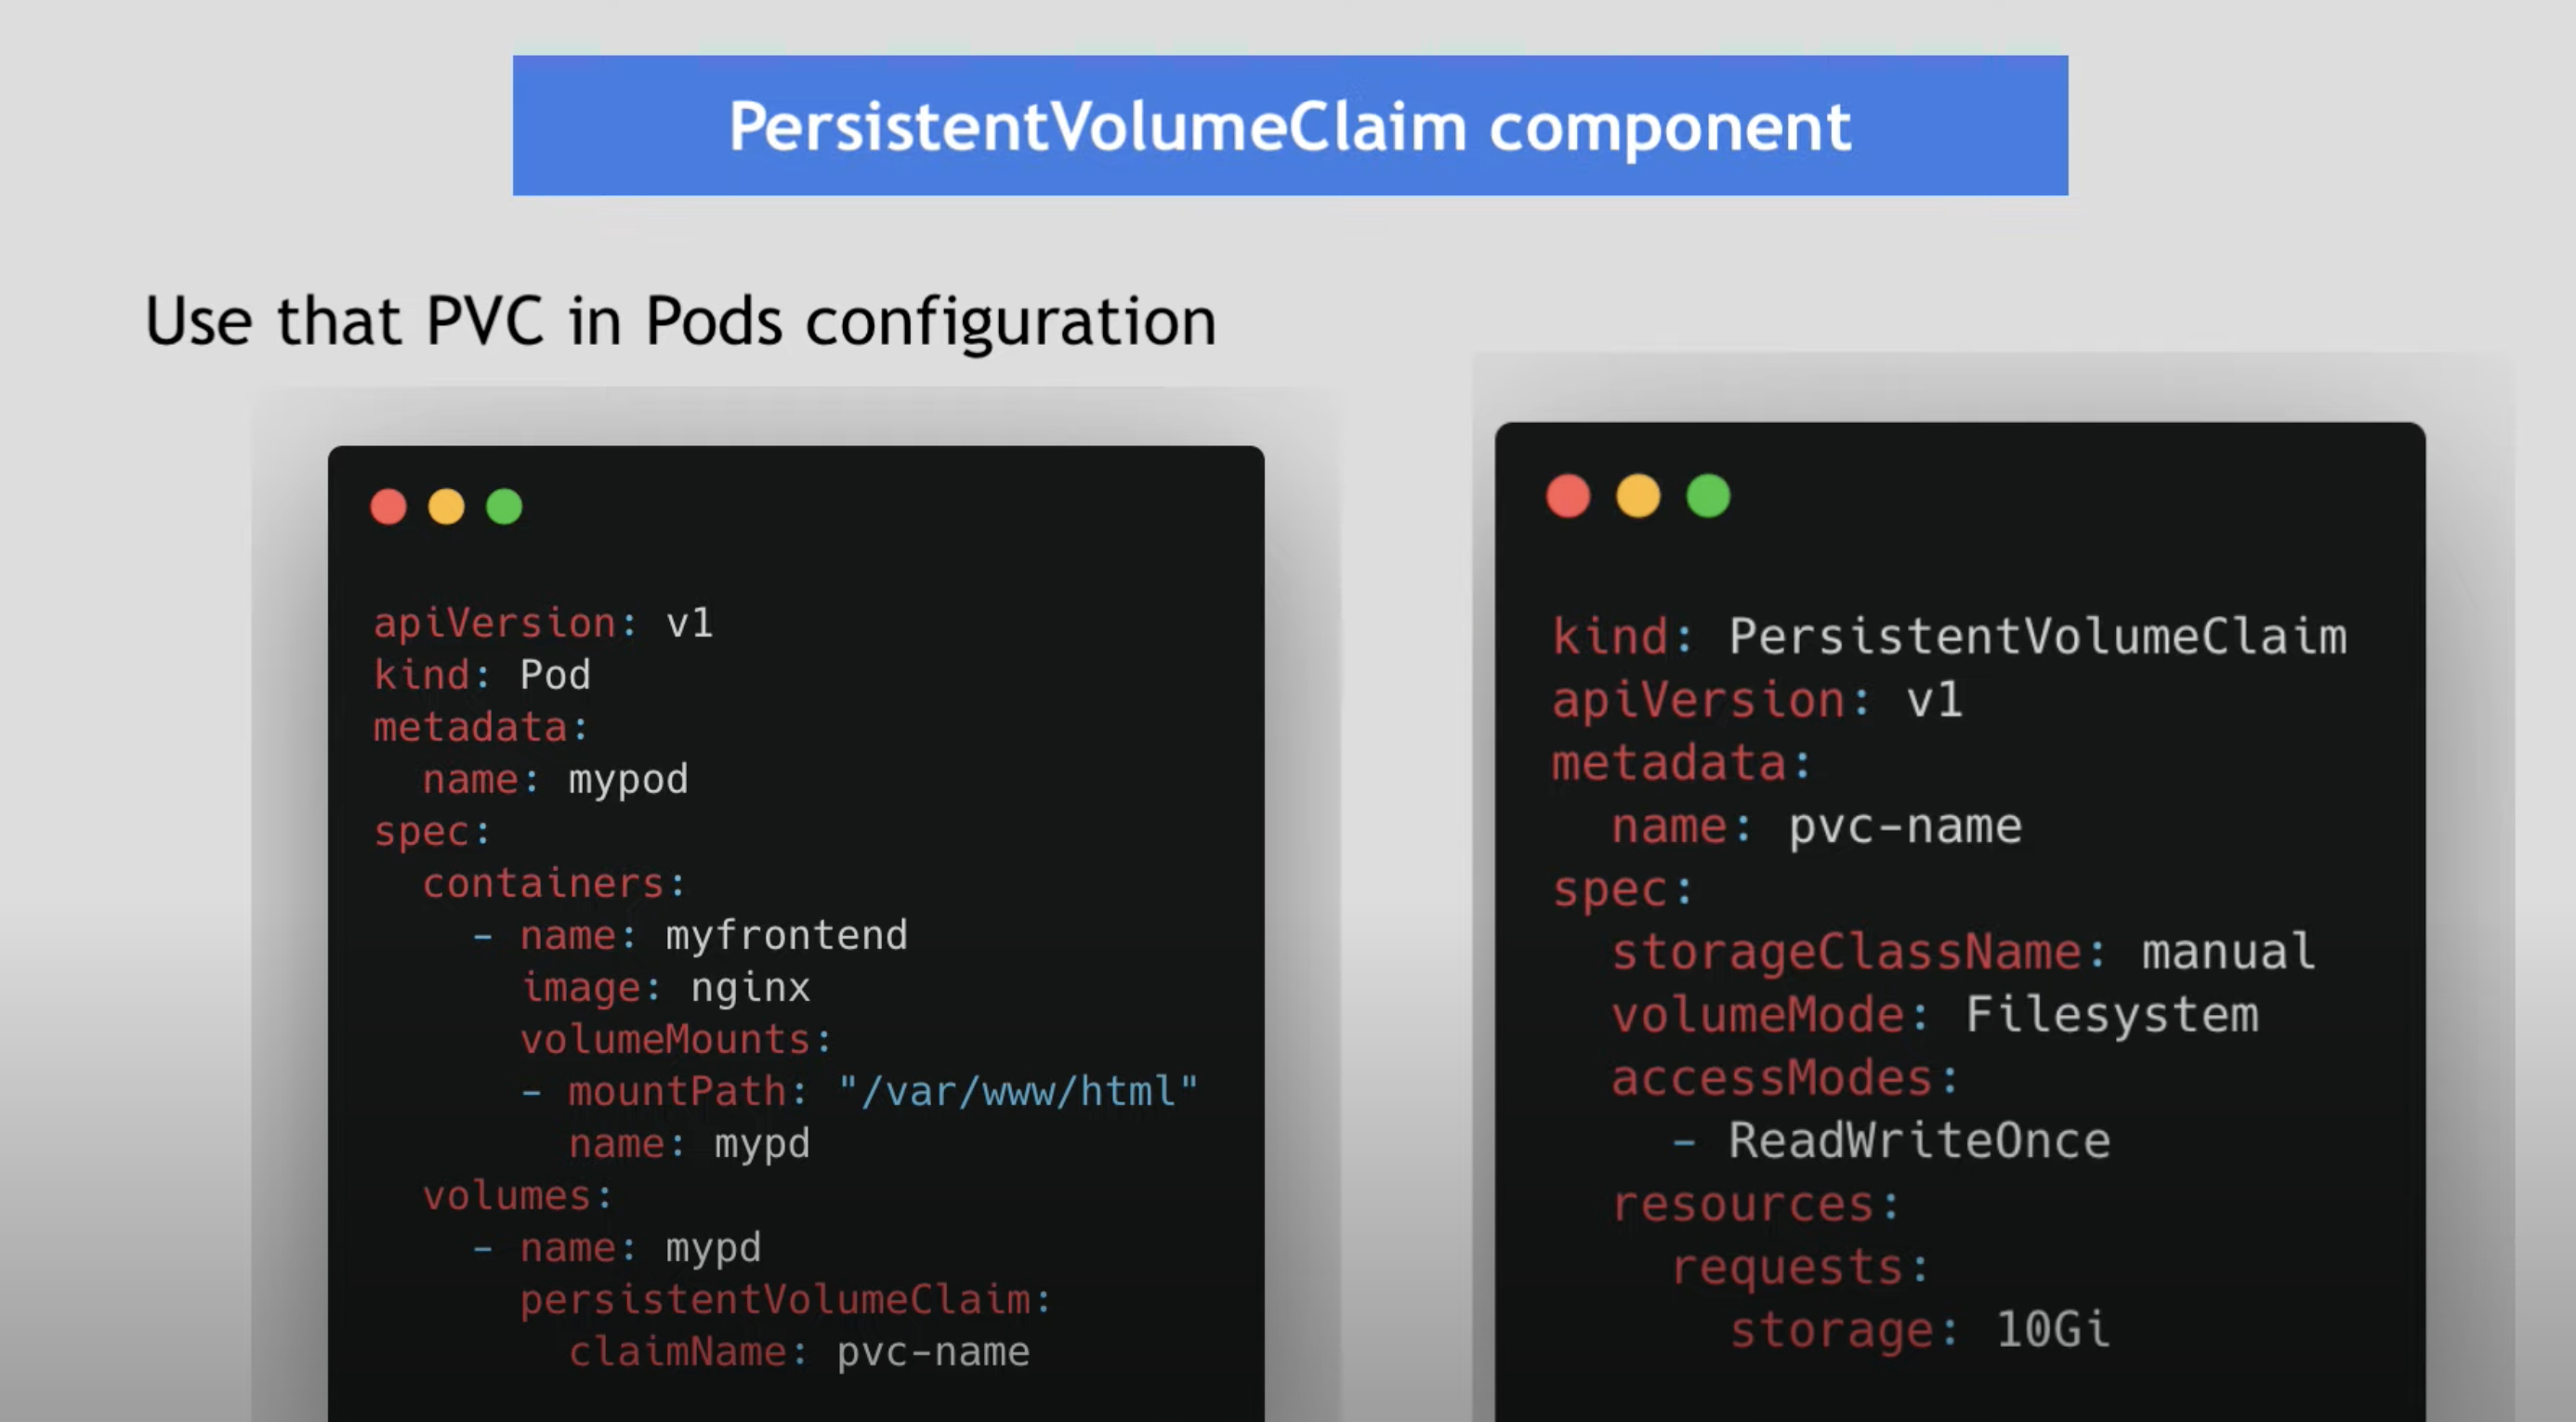 PersistentVolumeClaim component
Use that PVC in Pods configuration
apiVersion: v1
kind: Pod
metadata:
  name: mypod
spec:
  containers:
    - name: myfrontend
      image: nginx
      volumeMounts:
      - mountPath: "/var/www/html"
        name: mypd
  volumes:
    - name: mypd
      persistentVolumeClaim:
        claimName: pvc-name
kind: PersistentVolumeClaim
apiVersion: v1
metadata:
  name: pvc-name
spec:
  storageClassName: manual
  volumeMode: Filesystem
  accessModes:
    - ReadWriteOnce
  resources:
    requests:
      storage: 10Gi